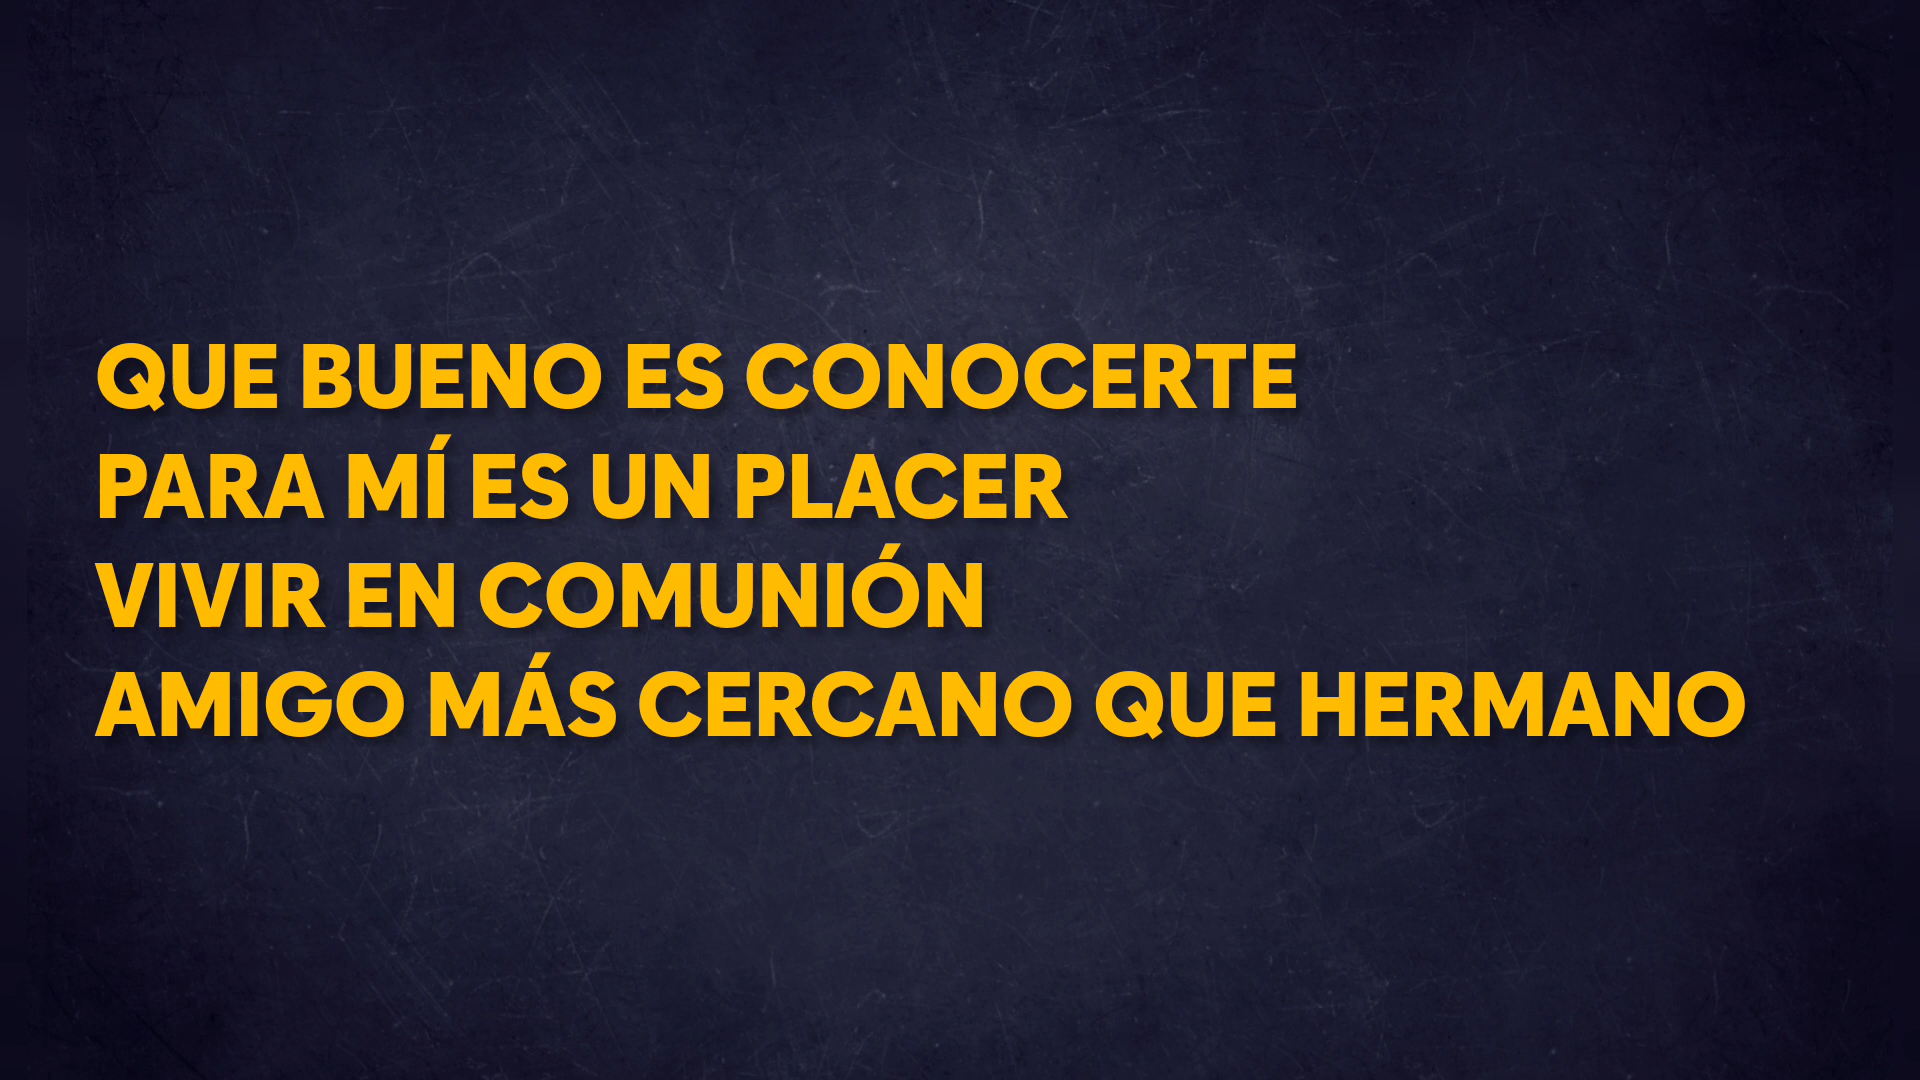 QUE BUENO ES CONOCERTE
PARA MÍ ES UN PLACER
VIVIR EN COMUNIÓN
AMIGO MÁS CERCANO QUE HERMANO